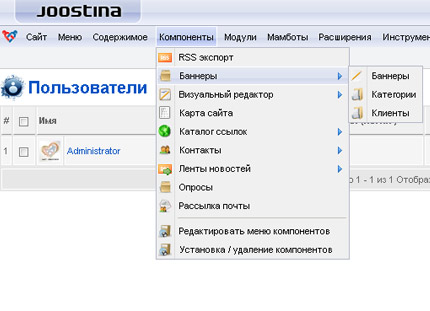 JOOSTINA
Сайт Меню Содержимое Компоненты Модули Мамботы Расширения Инструмен
RSS экспорт
Баннеры
Визуальный редактор
Карта сайта
Каталог ссылок
Контакты
Ленты новостей
Опросы
Рассылка почты
Редактировать меню компонентов
Установка / удаление компонентов
Баннеры
Категории
Клиенты
Пользователи
# Имя
1 Administrator
1 - 1 из 1 Отображ